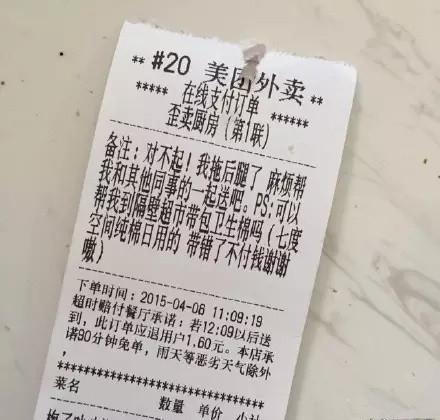 ** #20 美团外卖 **
***** 在线支付订单 ******
歪卖厨房(第1联)
备注：对不起！我拖后腿了 麻烦帮
我和其他同事的一起送吧。PS:可以
帮我到隔壁超市带包卫生棉吗（七度
空间纯棉日用的 带错了不付钱谢谢
嗷）
下单时间：2015-04-06 11:09:19
超时赔付餐厅承诺：若12:09以后送
到，此订单应退用户1.60元。本店承
诺90分钟免单，雨天等恶劣天气除外
，
******************************
菜名 数量 单价 小计